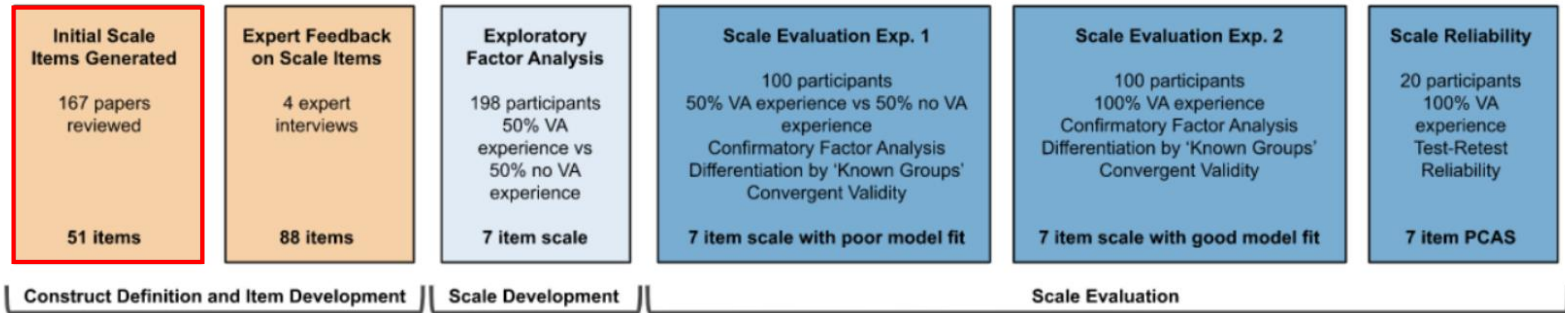 Initial Scale
Items Generated
167 papers
reviewed
51 items
Expert Feedback
on Scale Items
4 expert
interviews
88 items
Exploratory
Factor Analysis
198 participants
50% VA
experience vs
50% no VA
experience
7 item scale
Scale Evaluation Exp. 1
100 participants
50% VA experience vs 50% no VA
experience
Confirmatory Factor Analysis
Differentiation by ‘Known Groups’
Convergent Validity
7 item scale with poor model fit
Scale Evaluation Exp. 2
100 participants
100% VA experience
Confirmatory Factor Analysis
Differentiation by ‘Known Groups’
Convergent Validity
7 item scale with good model fit
Scale Reliability
20 participants
100% VA
experience
Test-Retest
Reliability
7 item PCAS
Construct Definition and Item Development
Scale Development
Scale Evaluation